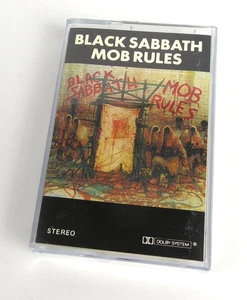 BLACK SABBATH
MOB RULES
BLACK SABBATH
MOB RULES
STEREO
DOLBY SYSTEM ®